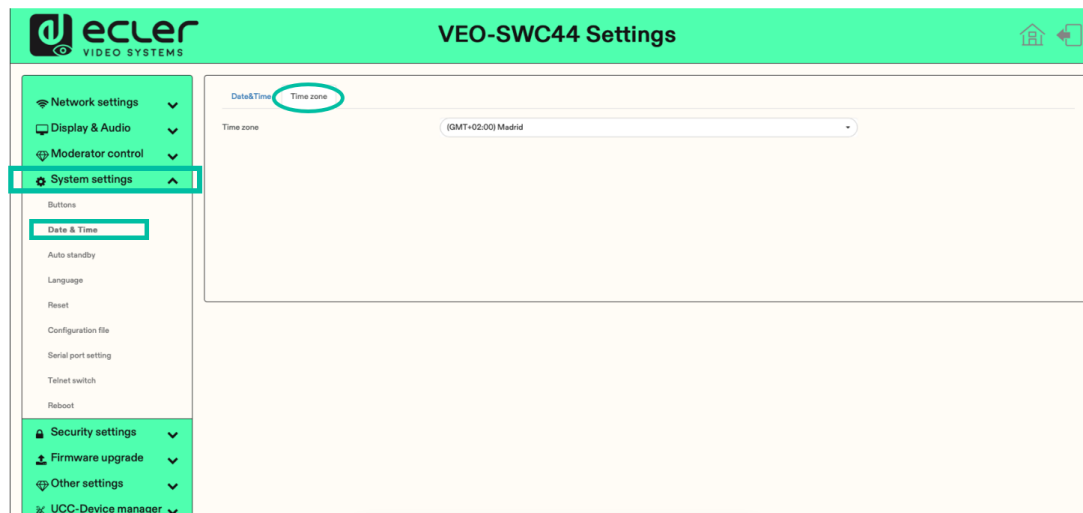 ecler
VIDEO SYSTEMS
VEO-SWC44 Settings
Network settings
Display & Audio
Moderator control
System settings
Buttons
Date & Time
Auto standby
Language
Reset
Configuration file
Serial port setting
Telnet switch
Reboot
Security settings
Firmware upgrade
Other settings
UCC-Device manager
Date&Time Time zone
Time zone (GMT+02:00) Madrid